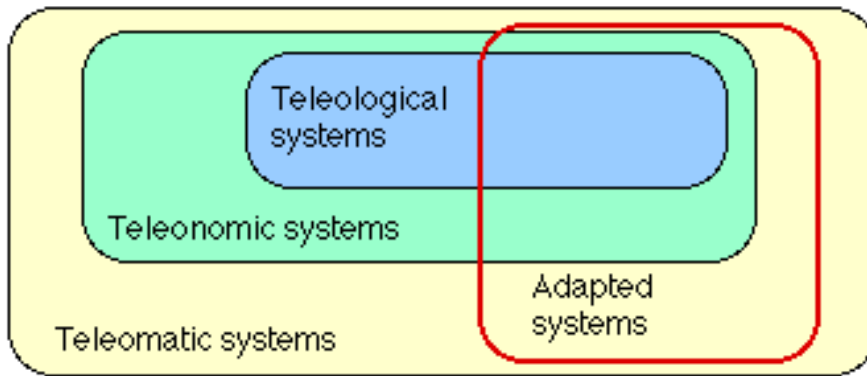 Teleological
systems
Teleonomic systems
Adapted
systems
Teleomatic systems